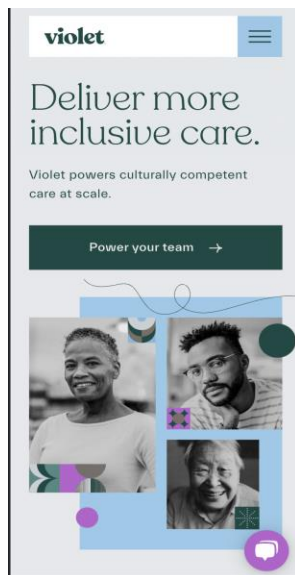 violet
Deliver more
inclusive care.
Violet powers culturally competent
care at scale.
Power your team →